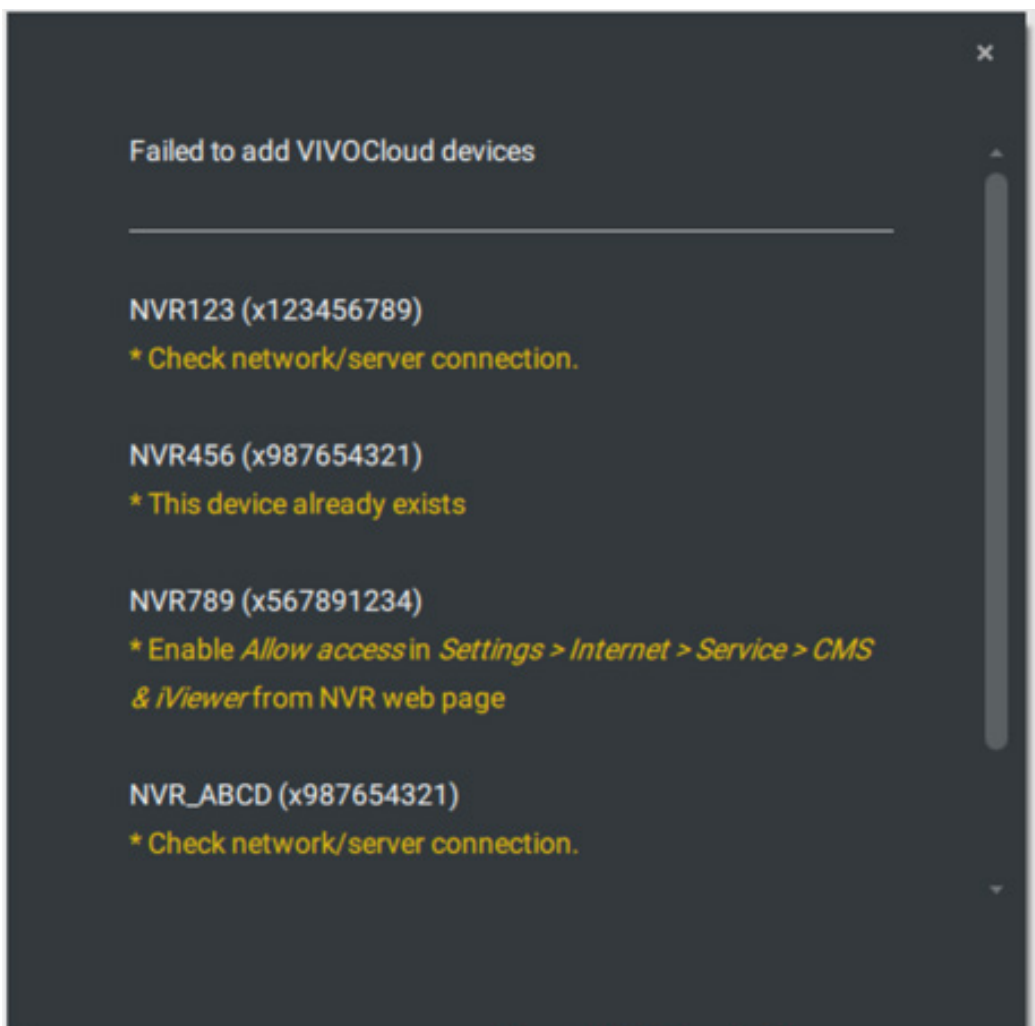 Failed to add VIVOCloud devices
NVR123 (x123456789)
* Check network/server connection.
NVR456 (x987654321)
* This device already exists
NVR789 (x567891234)
* Enable Allow access in Settings > Internet > Service > CMS
& iViewer from NVR web page
NVR_ABCD (x987654321)
* Check network/server connection.